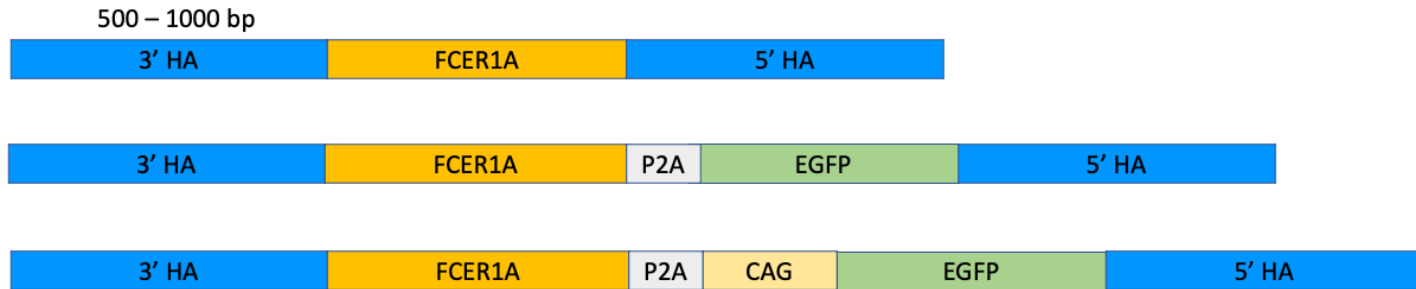 500 – 1000 bp
3’ HA FCER1A 5’ HA
3’ HA FCER1A P2A EGFP 5’ HA
3’ HA FCER1A P2A CAG EGFP 5’ HA